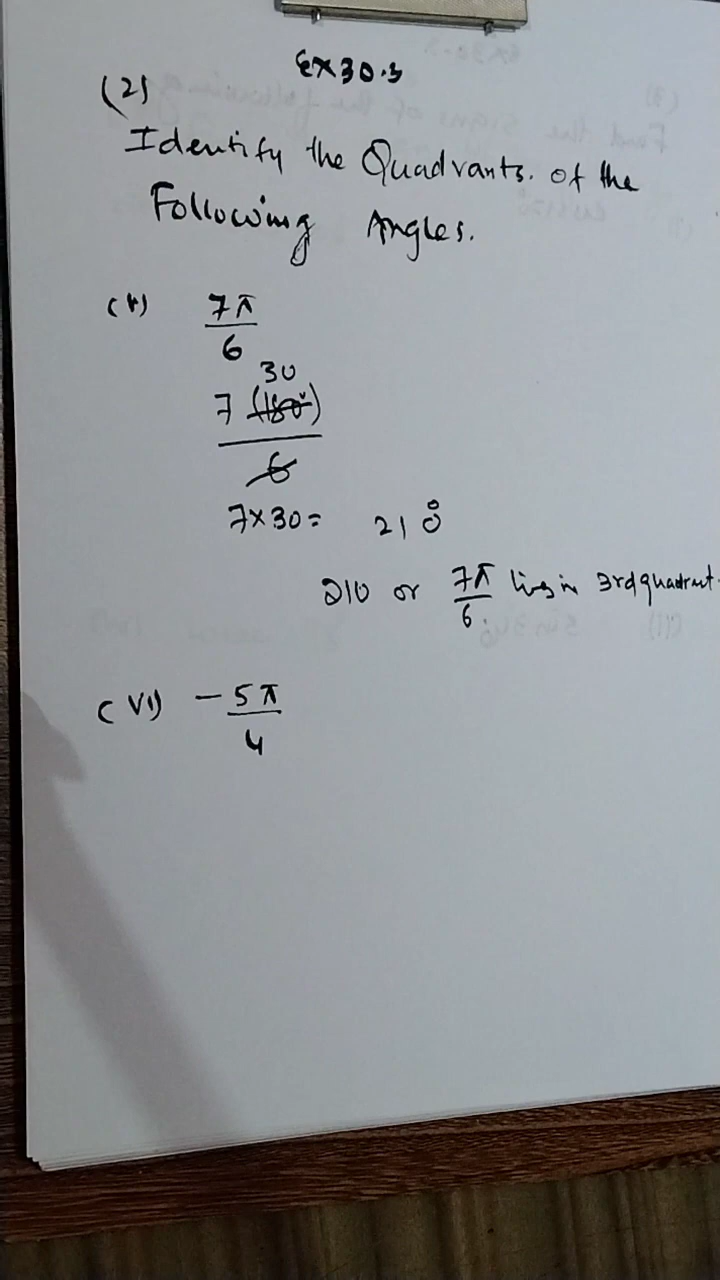 Ex 30.3
(2)
Identify the Quadrants. of the
Following Angles.
(v) 7π
6
30
7 (180°)
6
7×30= 210°
210 or 7π/6 lies in 3rd quadrant.
(vi) - 5π
4